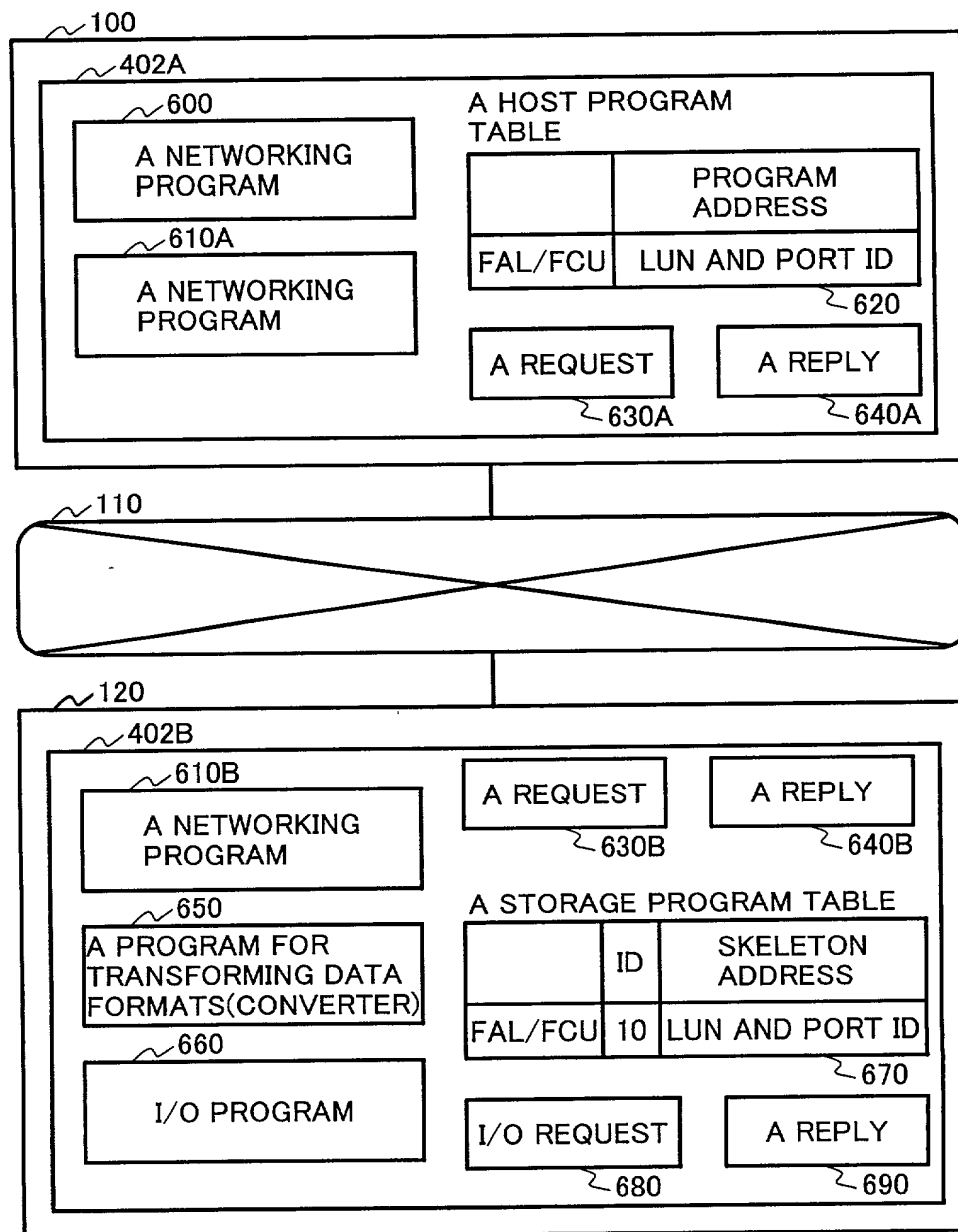 100
402A
600
A NETWORKING
PROGRAM
610A
A NETWORKING
PROGRAM
A HOST PROGRAM
TABLE
PROGRAM
ADDRESS
FAL/FCU LUN AND PORT ID
620
A REQUEST
630A
A REPLY
640A
110
120
402B
610B
A NETWORKING
PROGRAM
A REQUEST
630B
A REPLY
640B
650
A PROGRAM FOR
TRANSFORMING DATA
FORMATS(CONVERTER)
660
I/O PROGRAM
A STORAGE PROGRAM TABLE
ID SKELETON
ADDRESS
FAL/FCU 10 LUN AND PORT ID
670
I/O REQUEST
680
A REPLY
690